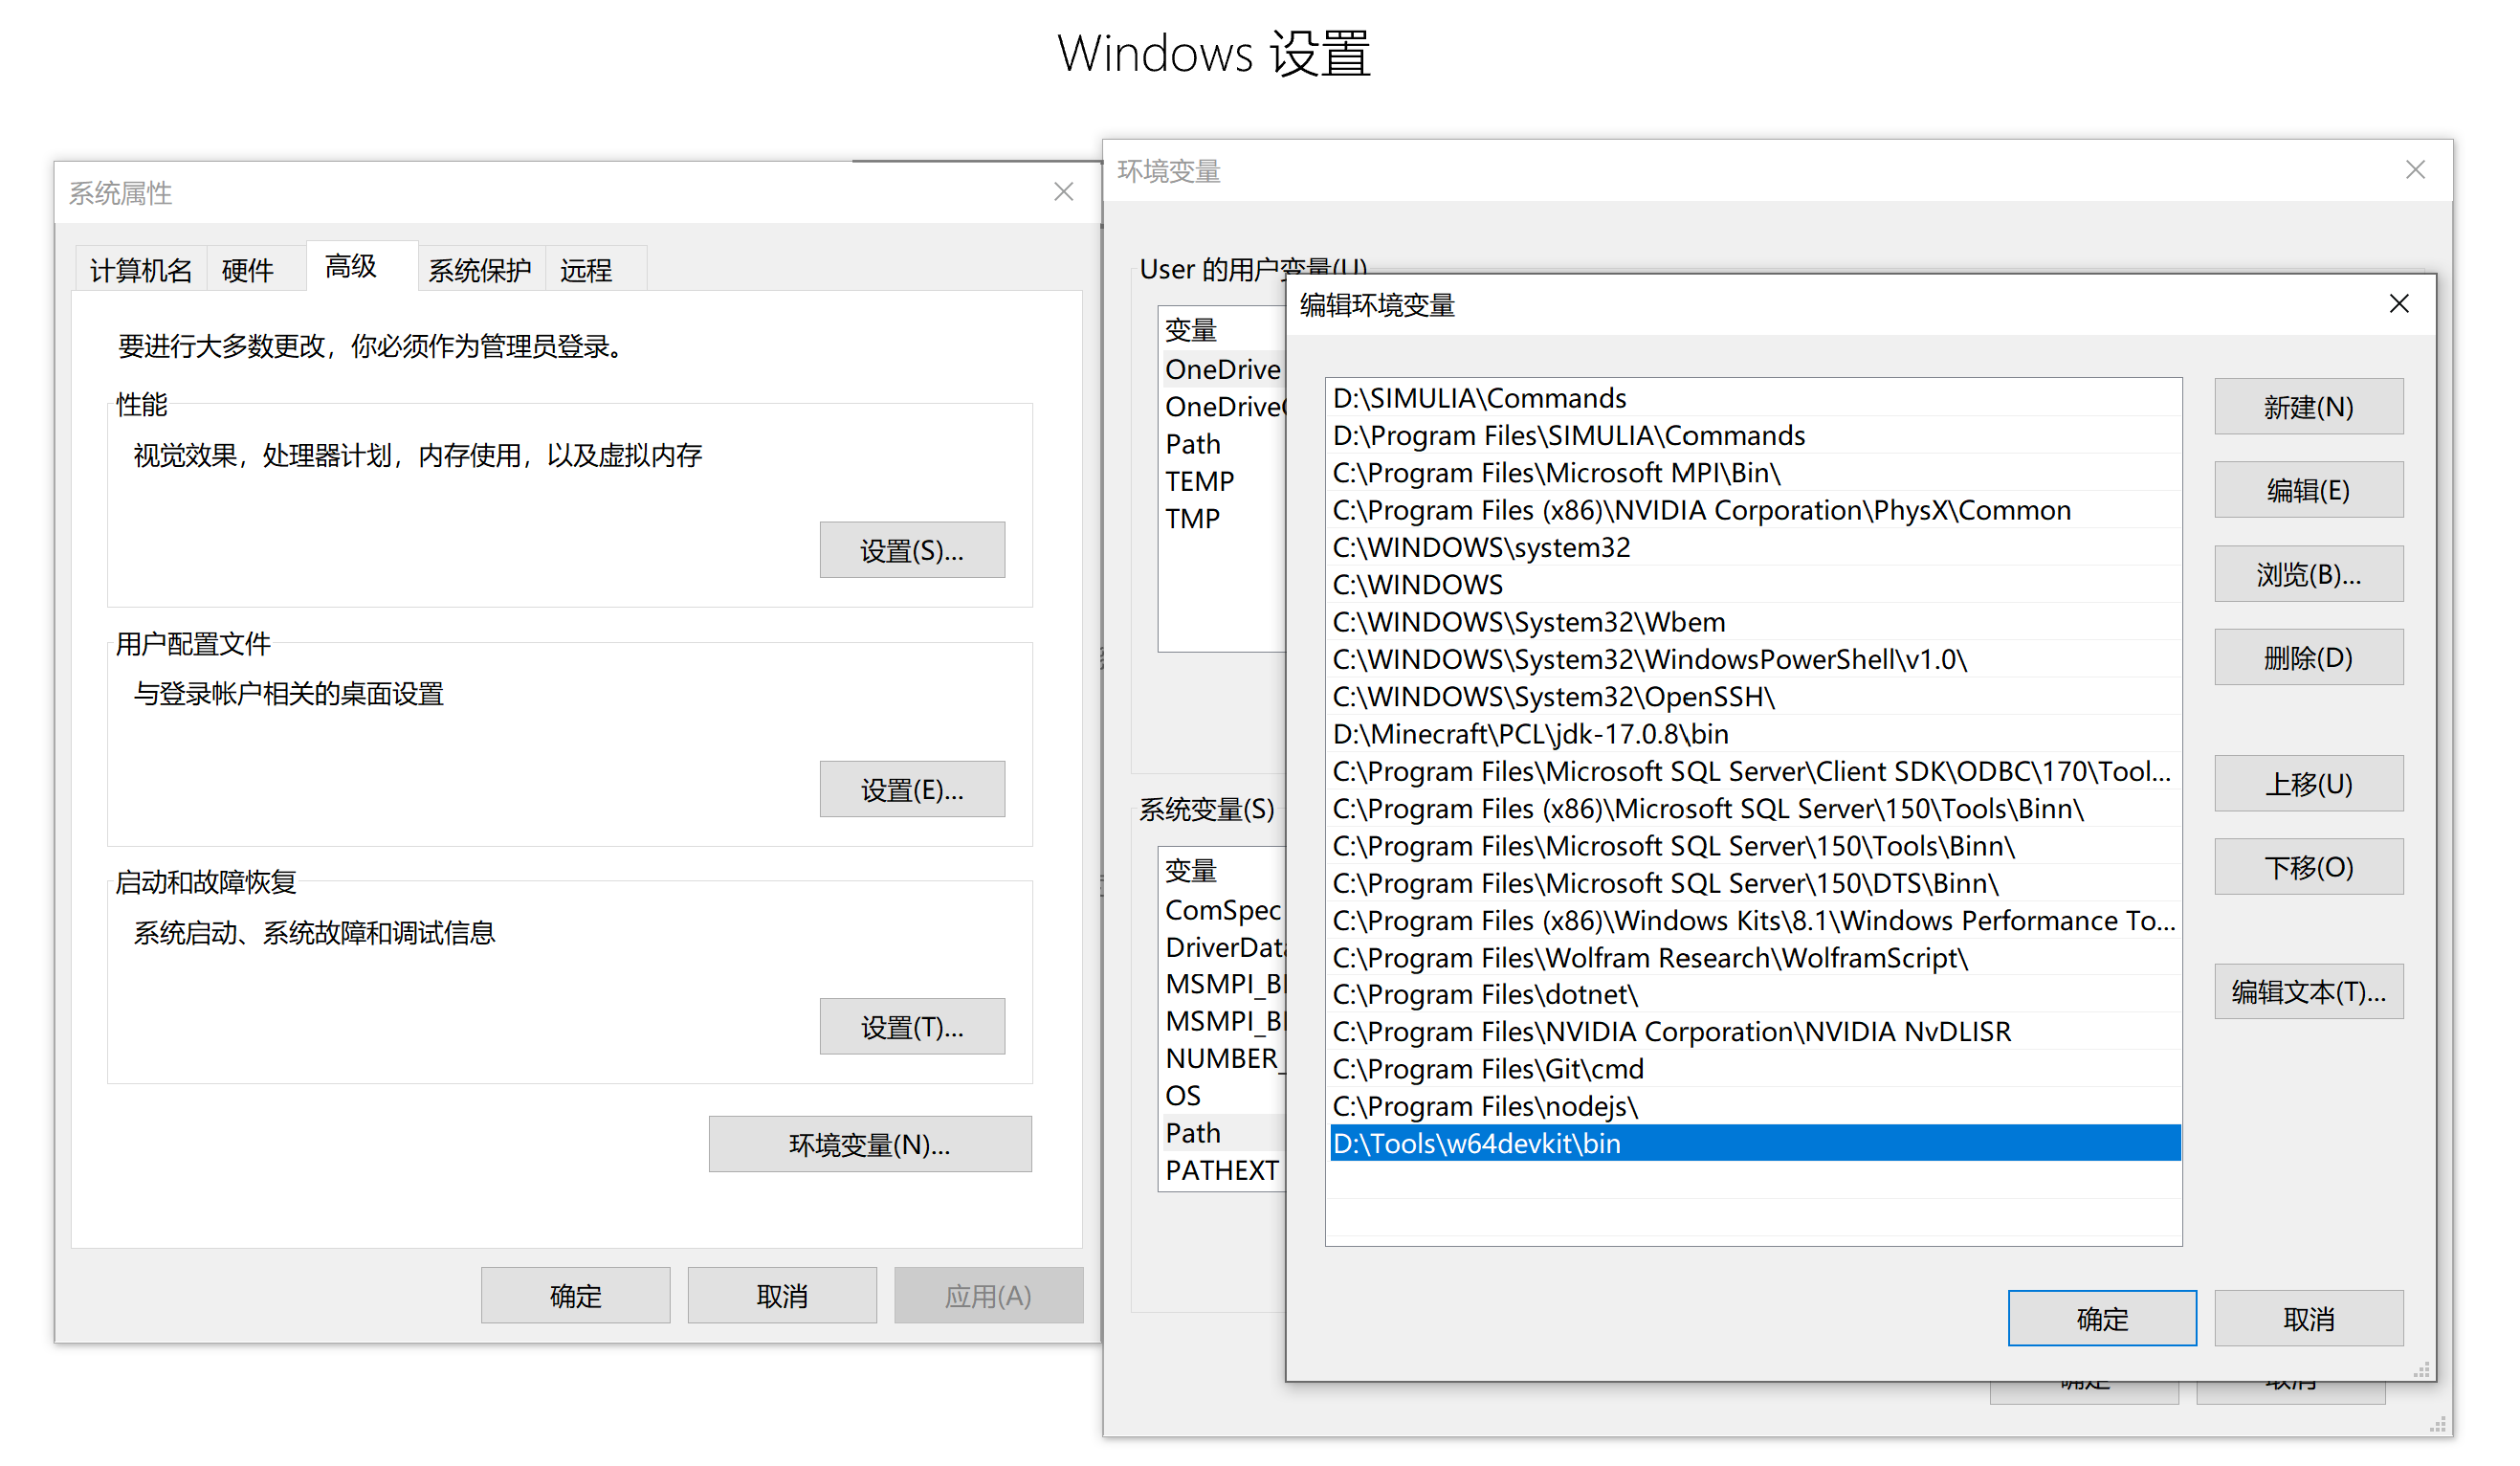 Windows 设置
系统属性
计算机名
硬件
高级
系统保护
远程
要进行大多数更改，你必须作为管理员登录。
性能
视觉效果，处理器计划，内存使用，以及虚拟内存
设置(S)...
用户配置文件
与登录帐户相关的桌面设置
设置(E)...
启动和故障恢复
系统启动、系统故障和调试信息
设置(T)...
环境变量(N)...
确定
取消
应用(A)
环境变量
User 的用户变量(U)
变量
OneDrive
OneDrive
Path
TEMP
TMP
系统变量(S)
变量
ComSpec
DriverData
MSMPI_B
MSMPI_B
NUMBER_
OS
Path
PATHEXT
确定
取消
编辑环境变量
D:\SIMULIA\Commands
D:\Program Files\SIMULIA\Commands
C:\Program Files\Microsoft MPI\Bin\
C:\Program Files (x86)\NVIDIA Corporation\PhysX\Common
C:\WINDOWS\system32
C:\WINDOWS
C:\WINDOWS\System32\Wbem
C:\WINDOWS\System32\WindowsPowerShell\v1.0\
C:\WINDOWS\System32\OpenSSH\
D:\Minecraft\PCL\jdk-17.0.8\bin
C:\Program Files\Microsoft SQL Server\Client SDK\ODBC\170\Tool...
C:\Program Files (x86)\Microsoft SQL Server\150\Tools\Binn\
C:\Program Files\Microsoft SQL Server\150\Tools\Binn\
C:\Program Files\Microsoft SQL Server\150\DTS\Binn\
C:\Program Files (x86)\Windows Kits\8.1\Windows Performance To...
C:\Program Files\Wolfram Research\WolframScript\
C:\Program Files\dotnet\
C:\Program Files\NVIDIA Corporation\NVIDIA NvDLISR
C:\Program Files\Git\cmd
C:\Program Files\nodejs\
D:\Tools\w64devkit\bin
新建(N)
编辑(E)
浏览(B)...
删除(D)
上移(U)
下移(O)
编辑文本(T)...
确定
取消